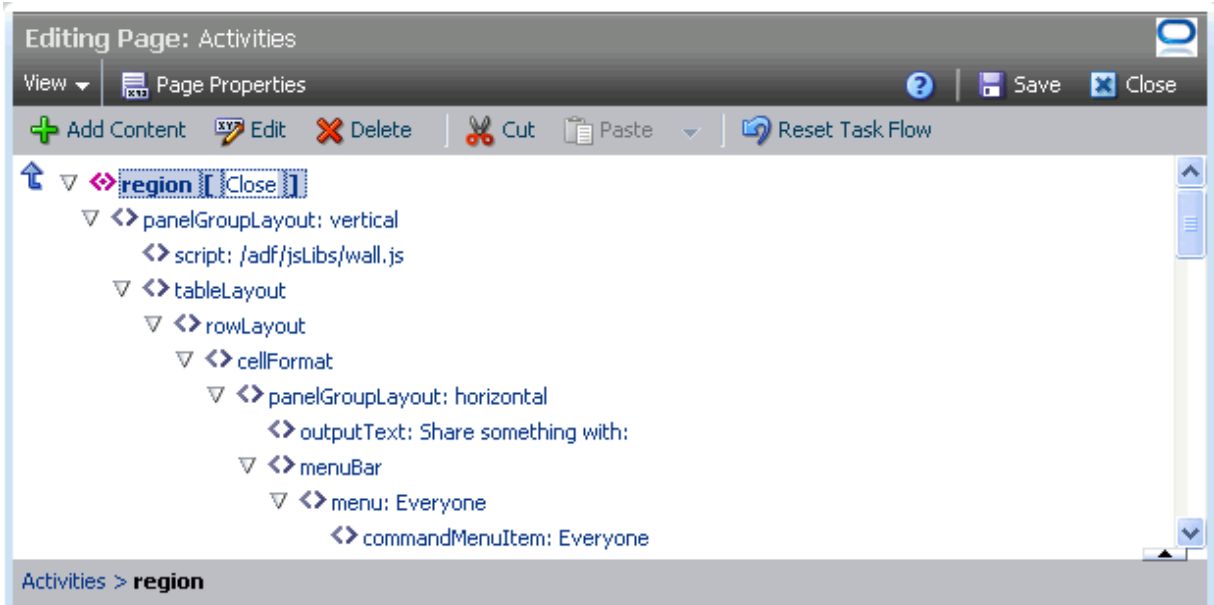 Editing Page: Activities
View Page Properties Save Close
Add Content Edit Delete Cut Paste Reset Task Flow
region [ Close ]
panelGroupLayout: vertical
script: /adf/jsLibs/wall.js
tableLayout
rowLayout
cellFormat
panelGroupLayout: horizontal
outputText: Share something with:
menuBar
menu: Everyone
commandMenuItem: Everyone
Activities > region